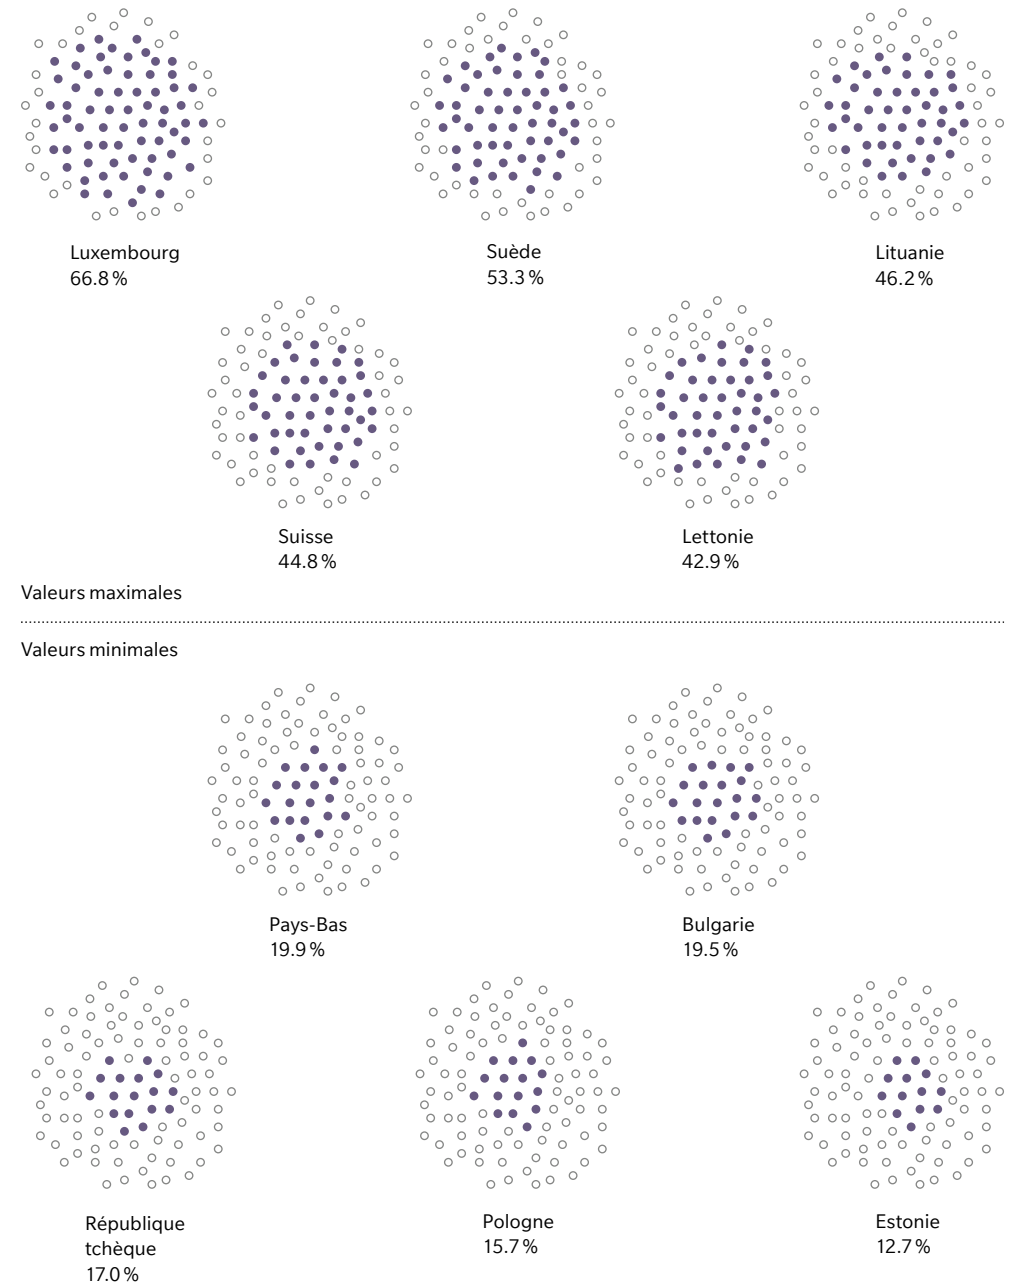 Luxembourg
66.8 %
Suède
53.3 %
Lituanie
46.2 %
Suisse
44.8 %
Lettonie
42.9 %
Valeurs maximales
Valeurs minimales
Pays-Bas
19.9 %
Bulgarie
19.5 %
République
tchèque
17.0 %
Pologne
15.7 %
Estonie
12.7 %